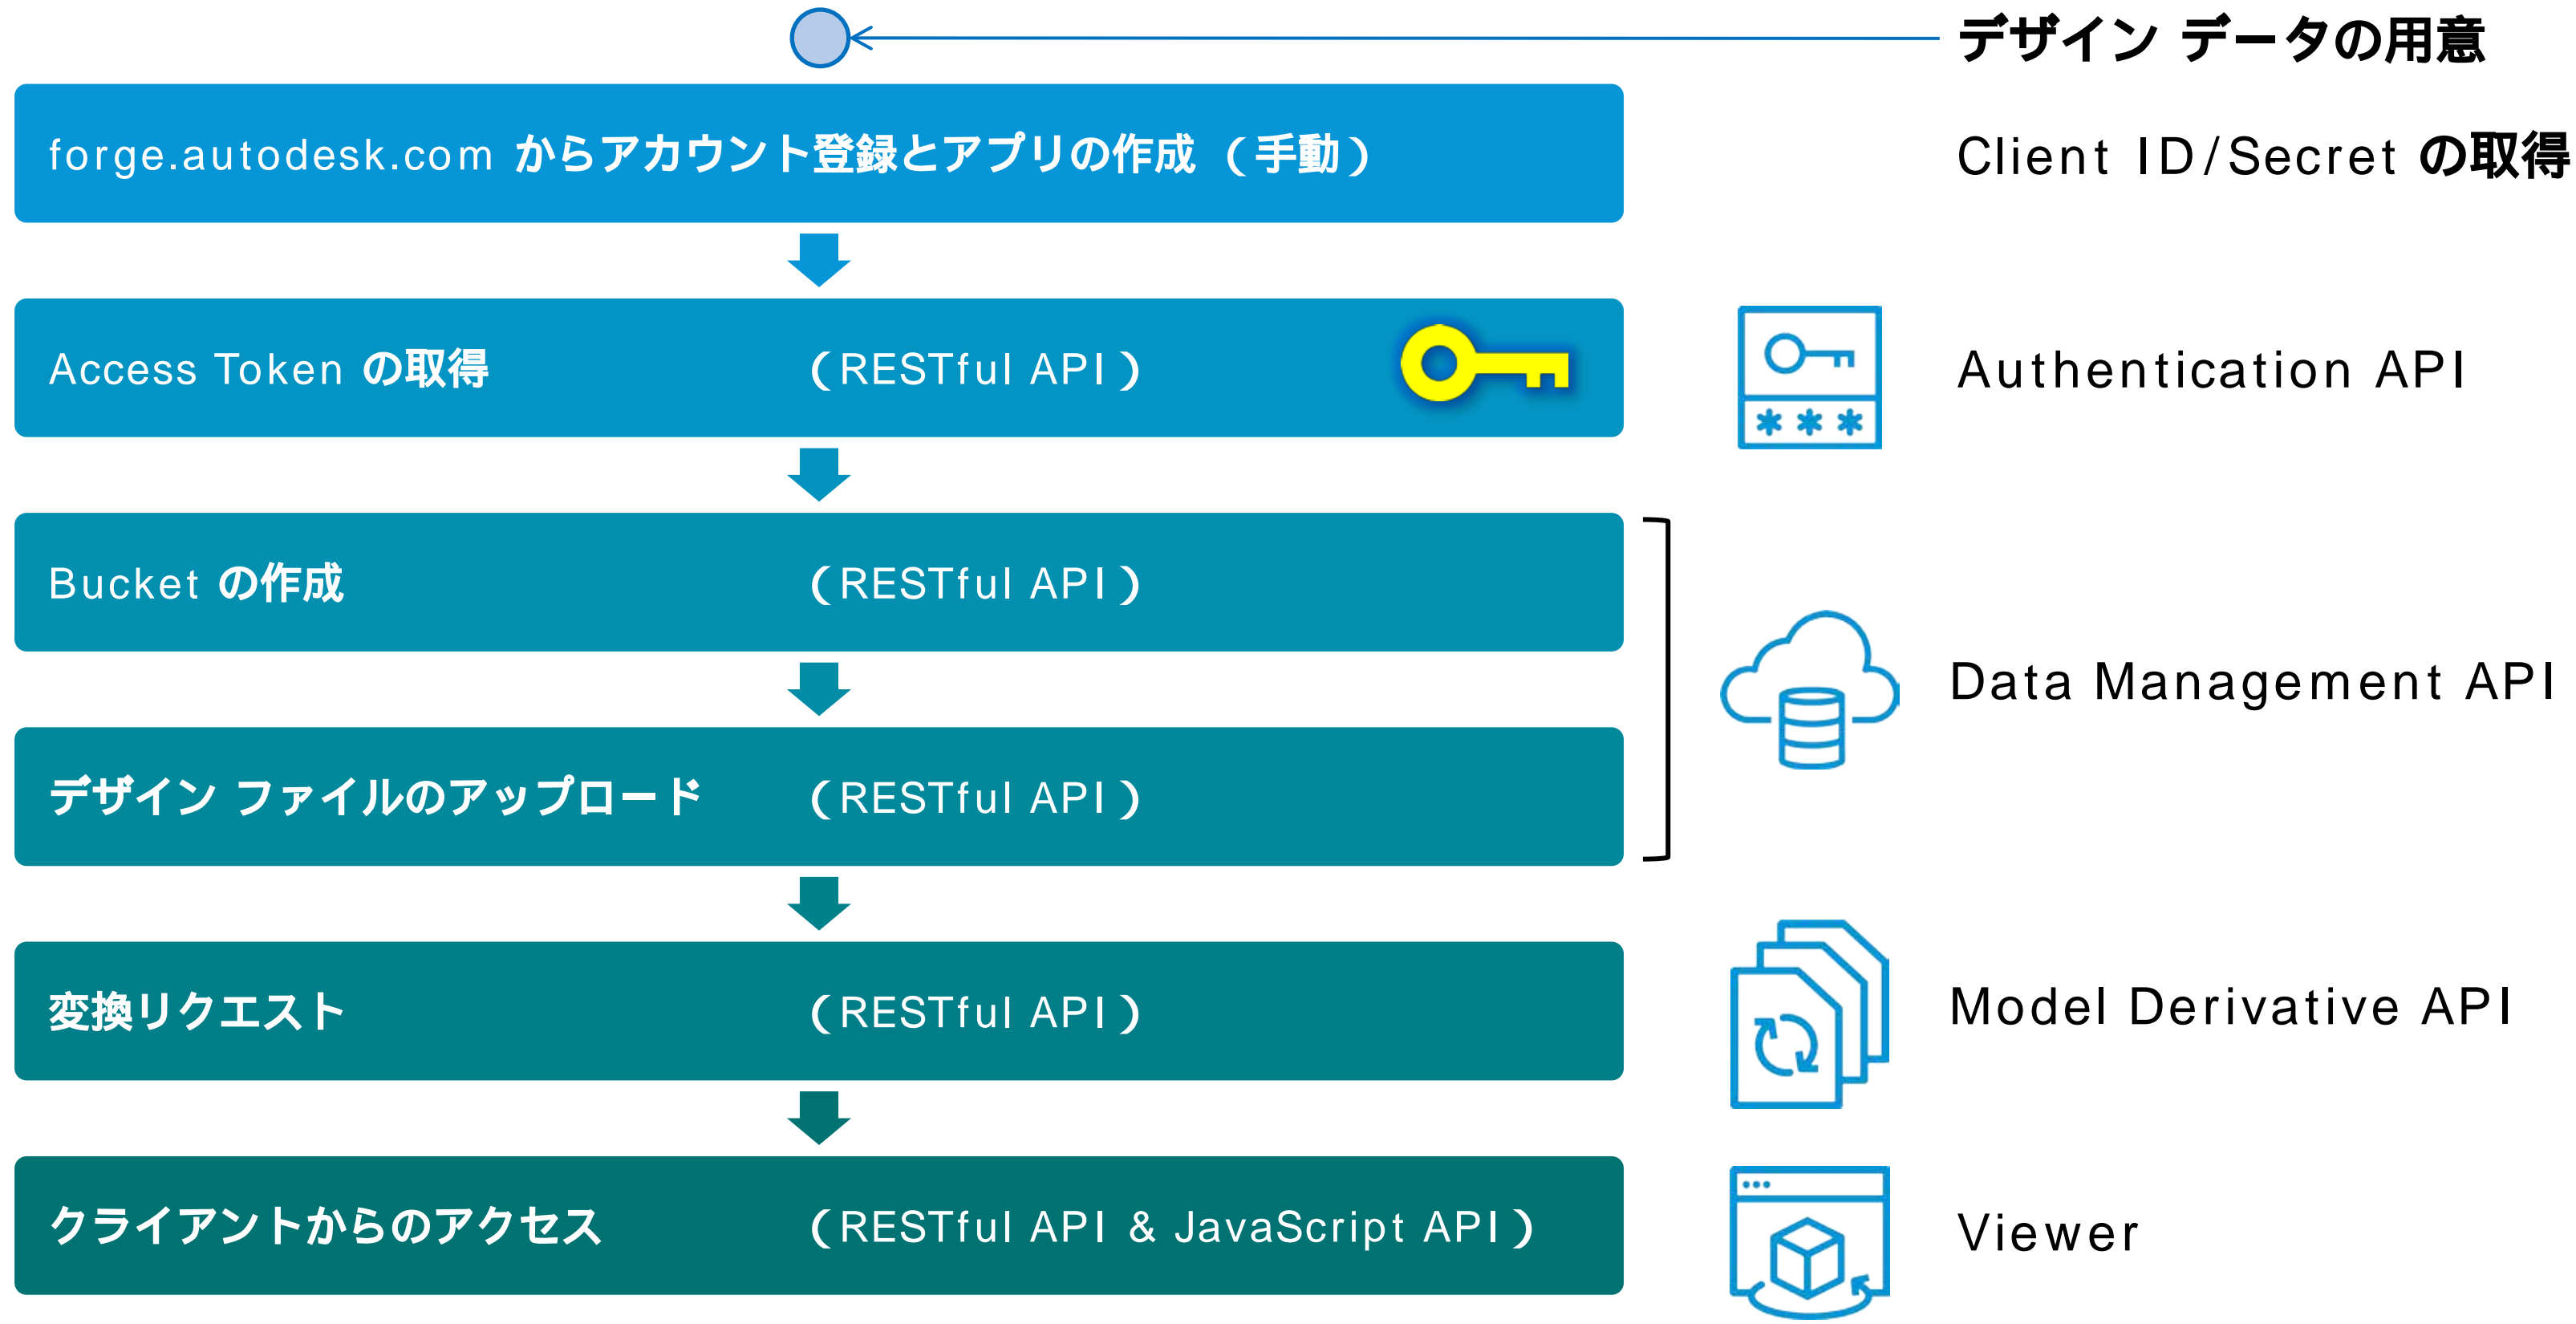 デザイン データの用意
forge.autodesk.com からアカウント登録とアプリの作成 （手動）
Client ID/Secret の取得
Access Token の取得 （RESTful API）
Authentication API
Bucket の作成 （RESTful API）
Data Management API
デザイン ファイルのアップロード （RESTful API）
変換リクエスト （RESTful API）
Model Derivative API
クライアントからのアクセス （RESTful API & JavaScript API）
Viewer